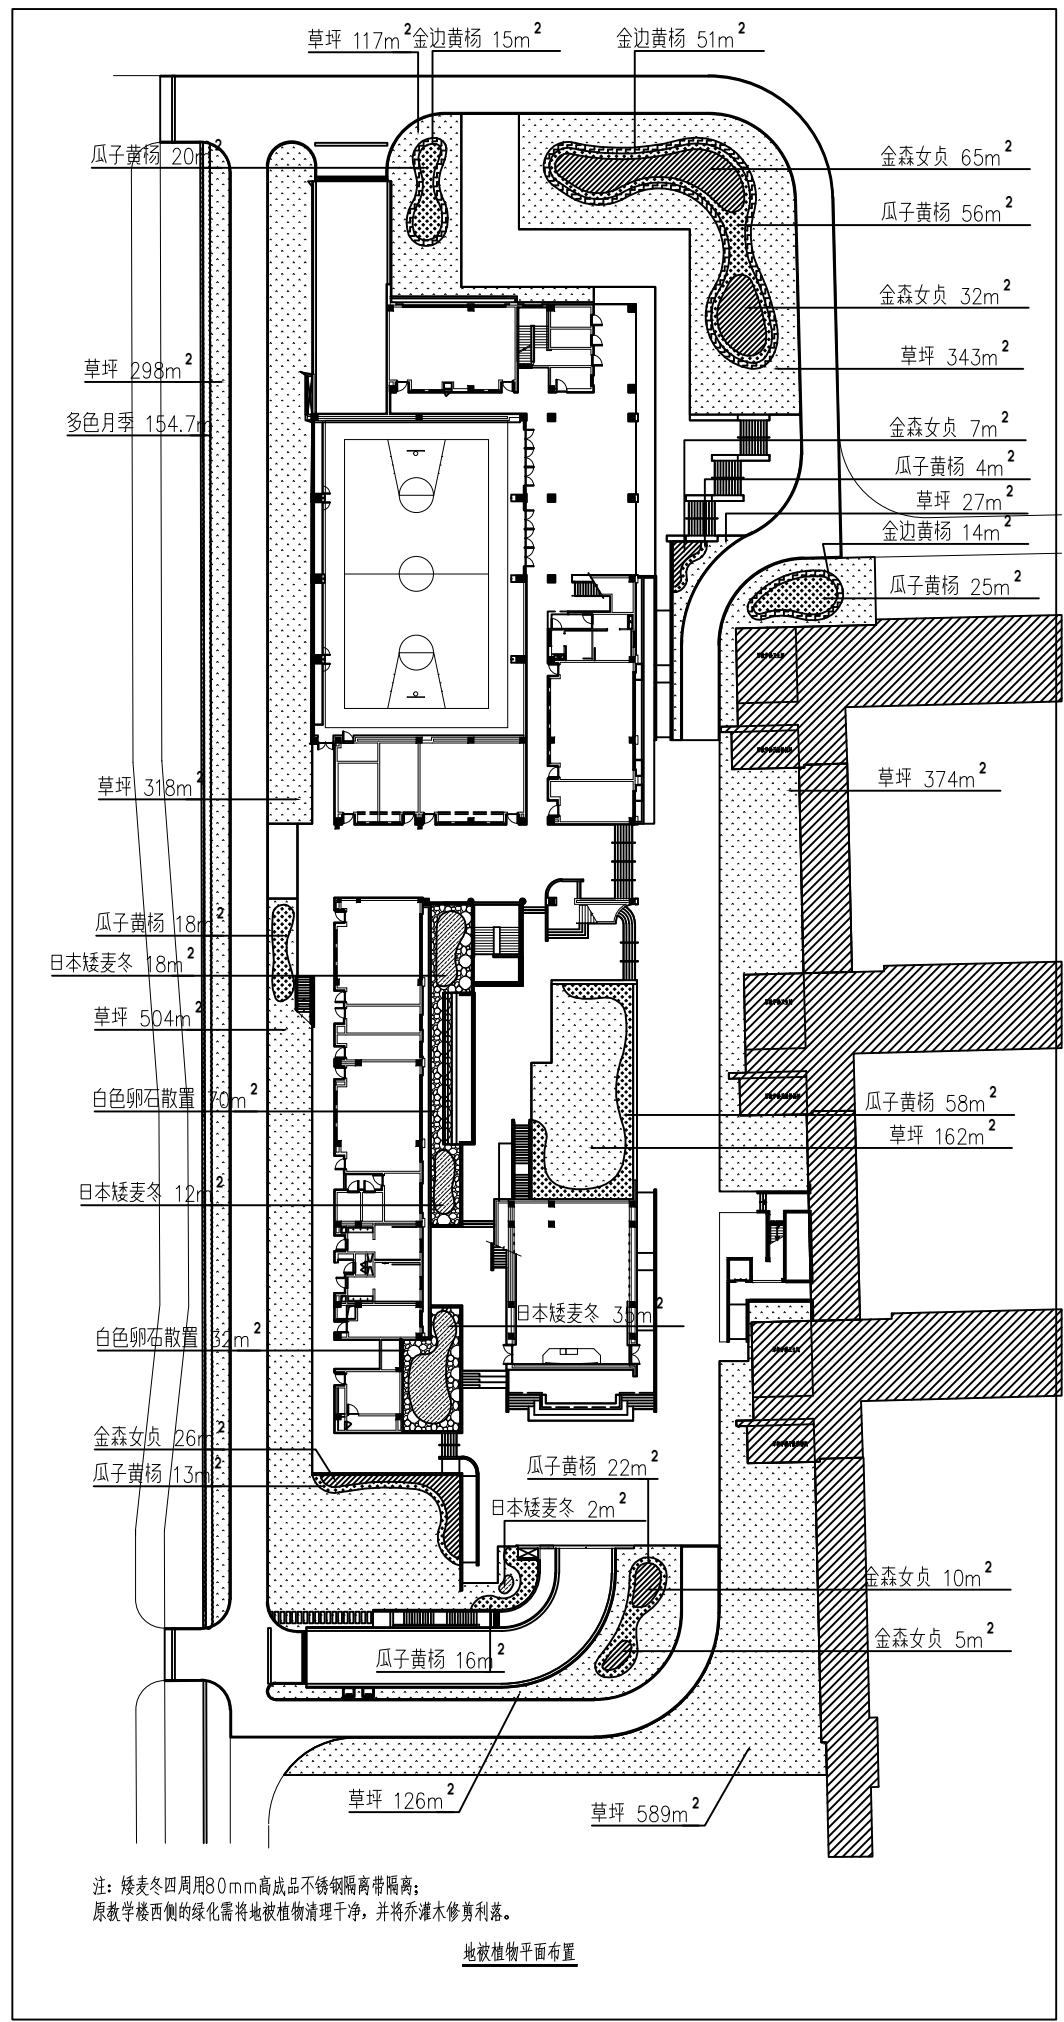 草坪 117m²
金边黄杨 15m²
金边黄杨 51m²
瓜子黄杨 20m²
金森女贞 65m²
瓜子黄杨 56m²
金森女贞 32m²
草坪 343m²
草坪 298m²
多色月季 154.7m
金森女贞 7m²
瓜子黄杨 4m²
草坪 27m²
金边黄杨 14m²
瓜子黄杨 25m²
草坪 318m²
草坪 374m²
瓜子黄杨 18m²
日本矮麦冬 18m²
草坪 504m²
白色卵石散置 70m²
瓜子黄杨 58m²
草坪 162m²
日本矮麦冬 12m²
日本矮麦冬 35m²
白色卵石散置 32m²
金森女贞 26m²
瓜子黄杨 13m²
瓜子黄杨 22m²
日本矮麦冬 2m²
金森女贞 10m²
金森女贞 5m²
瓜子黄杨 16m²
草坪 126m²
草坪 589m²
注：矮麦冬四周用80mm高成品不锈钢隔离带隔离；
原教学楼西侧的绿化需将地被植物清理干净，并将乔灌木修剪利落。
地被植物平面布置